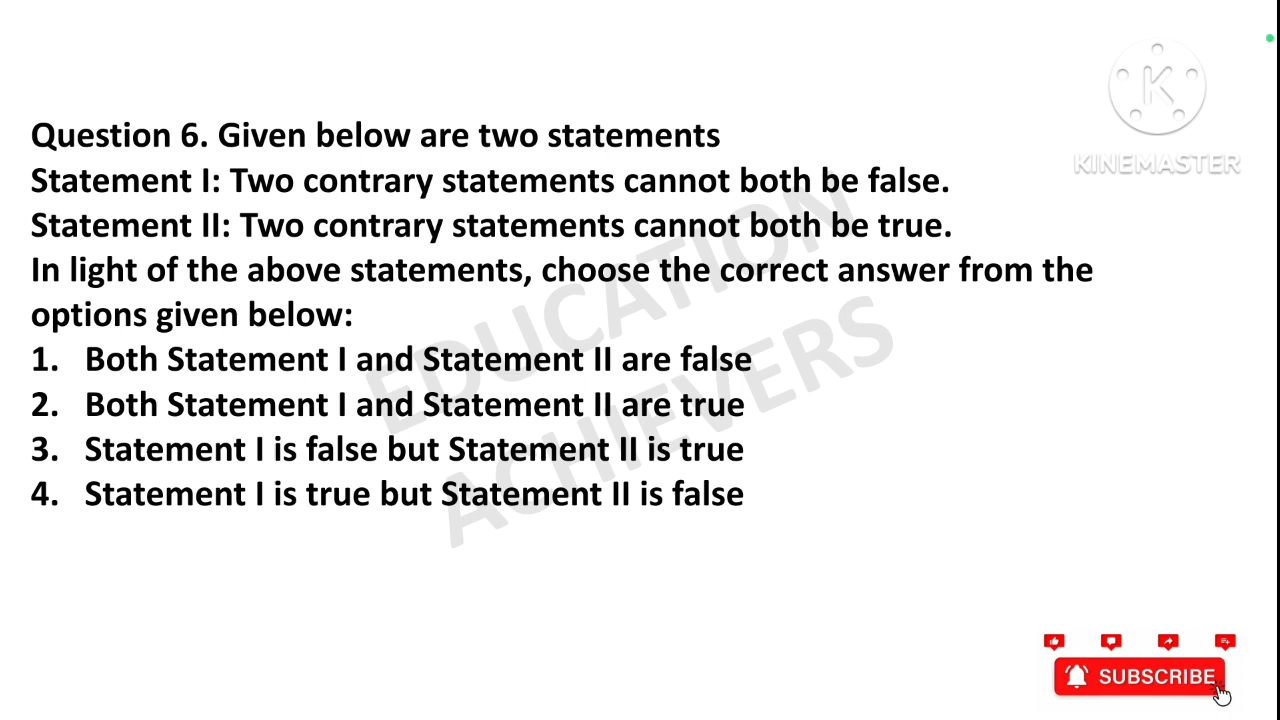 K
KINEMASTER
Question 6. Given below are two statements
Statement I: Two contrary statements cannot both be false.
Statement II: Two contrary statements cannot both be true.
In light of the above statements, choose the correct answer from the
options given below:
1. Both Statement I and Statement II are false
2. Both Statement I and Statement II are true
3. Statement I is false but Statement II is true
4. Statement I is true but Statement II is false
EDUCATION
ACHIEVERS
SUBSCRIBE